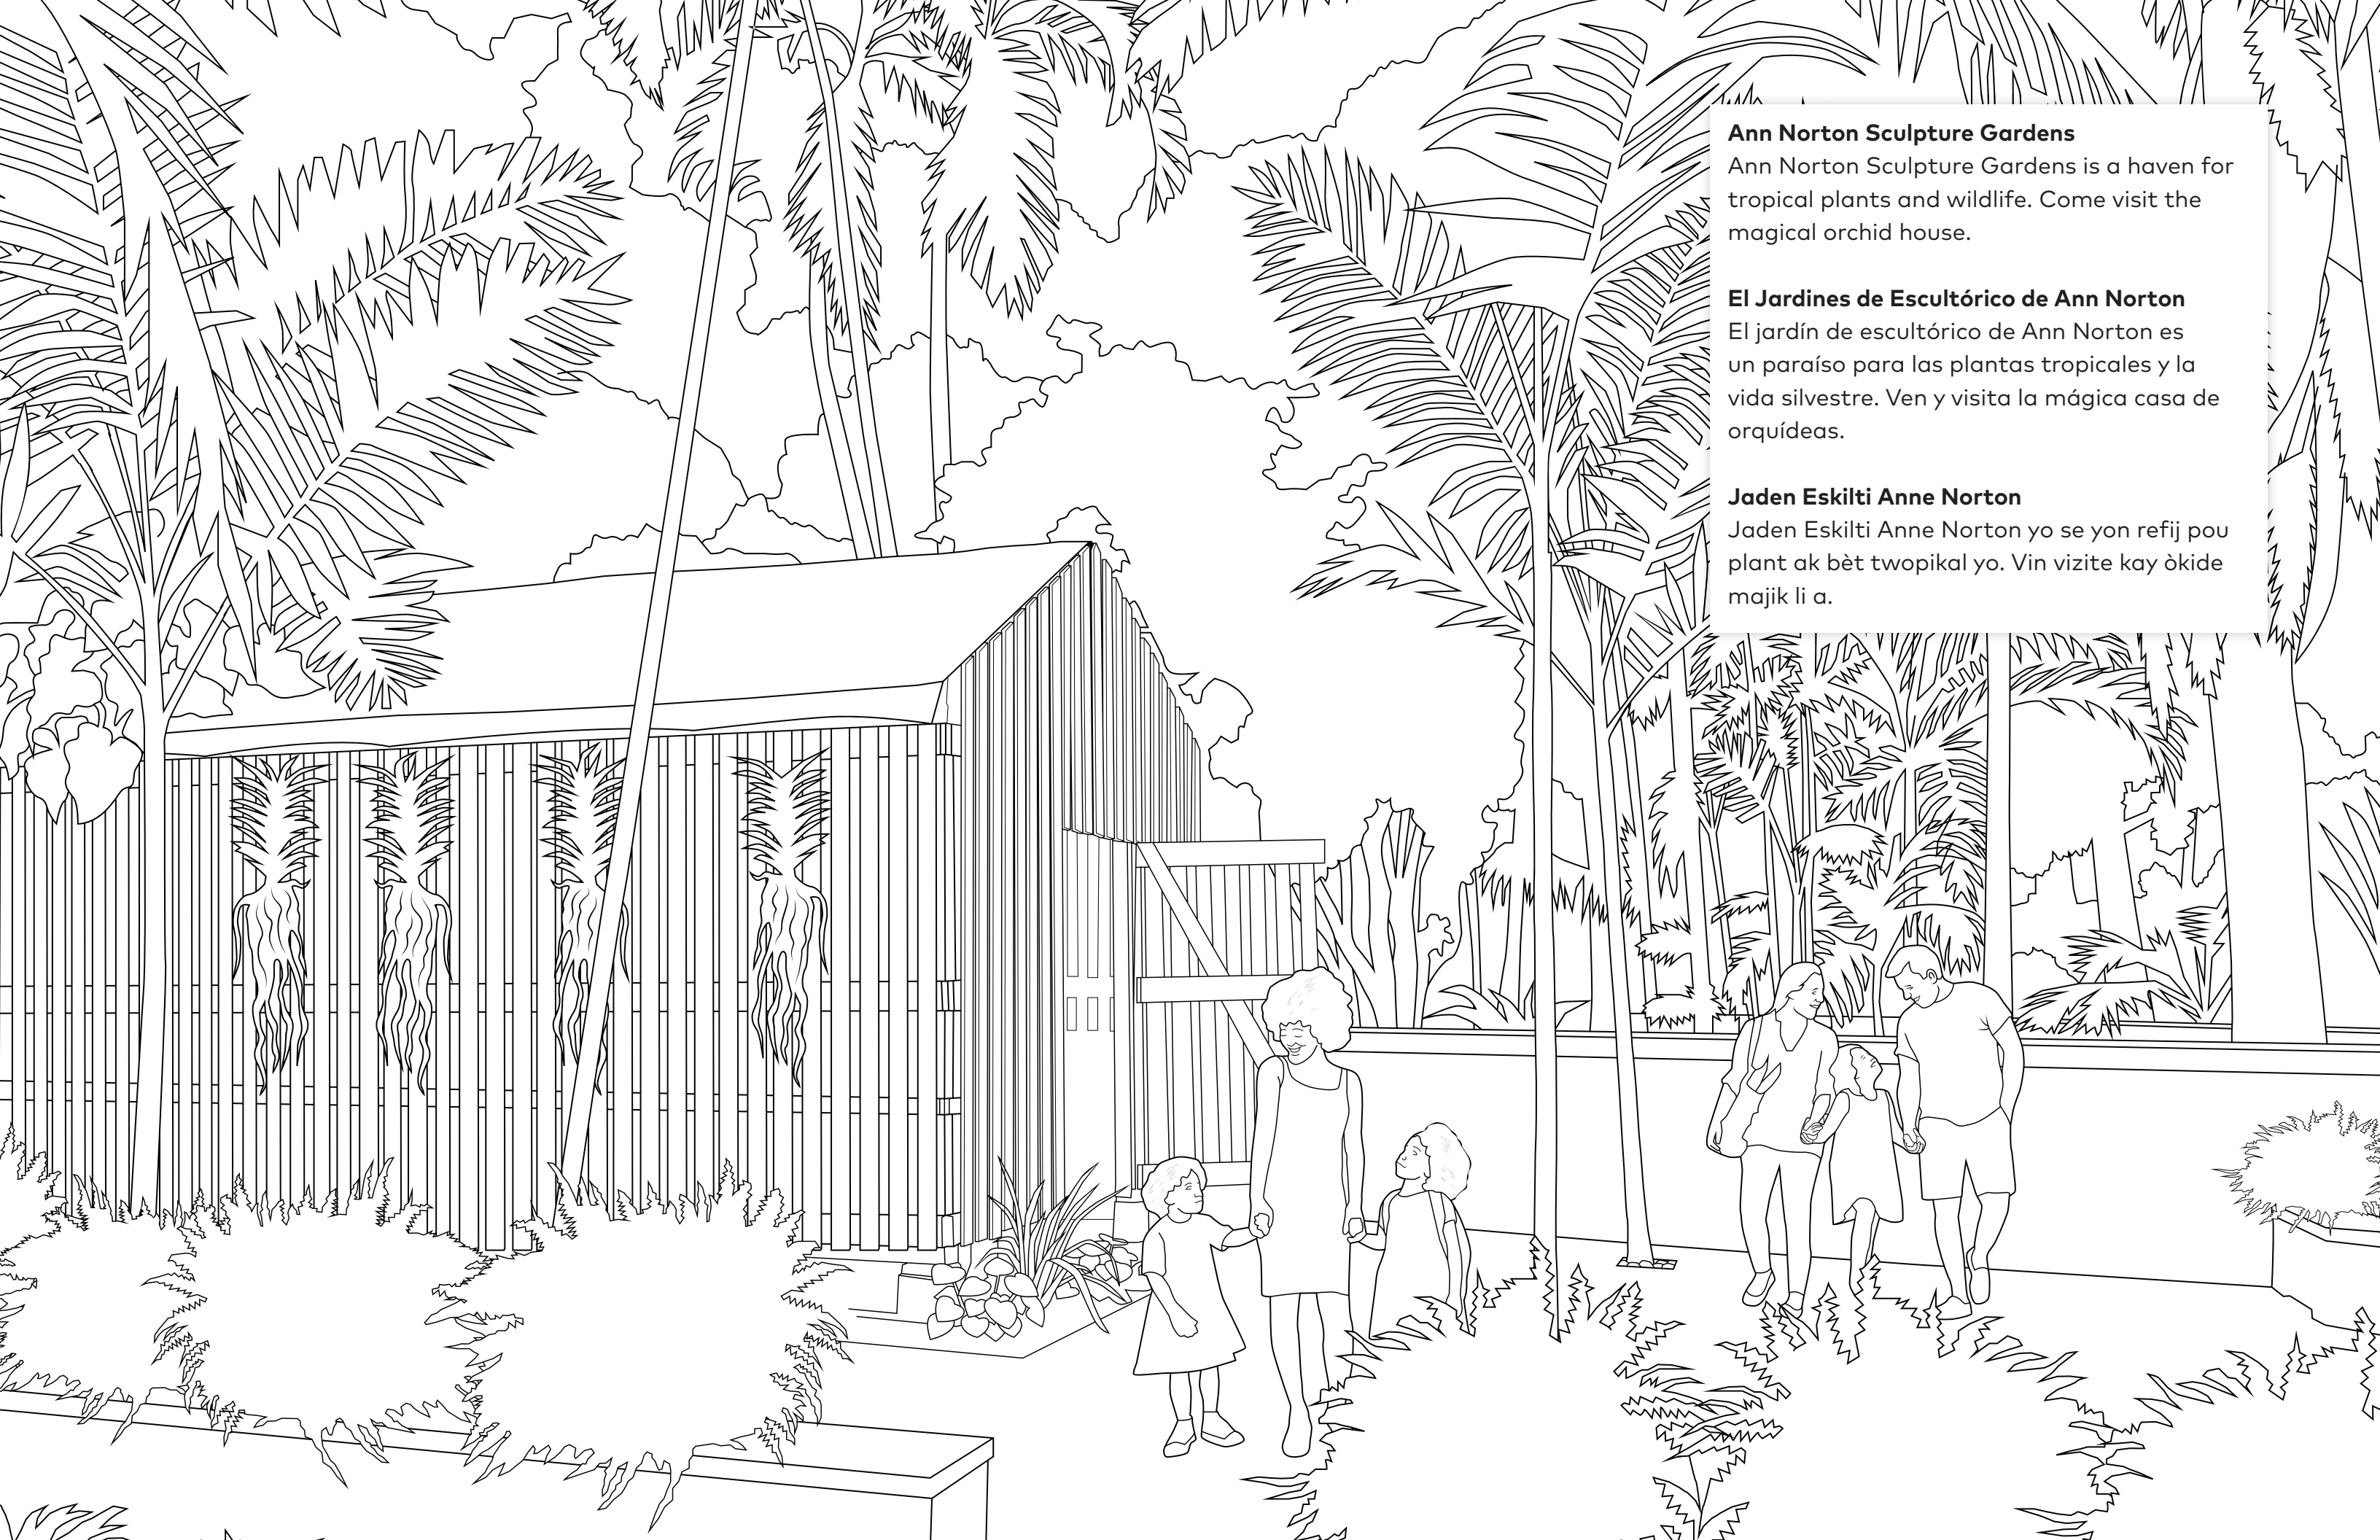 Ann Norton Sculpture Gardens
Ann Norton Sculpture Gardens is a haven for
tropical plants and wildlife. Come visit the
magical orchid house.
El Jardines de Escultórico de Ann Norton
El jardín de escultórico de Ann Norton es
un paraíso para las plantas tropicales y la
vida silvestre. Ven y visita la mágica casa de
orquídeas.
Jaden Eskilti Anne Norton
Jaden Eskilti Anne Norton yo se yon refij pou
plant ak bèt twopikal yo. Vin vizite kay òkide
majik li a.